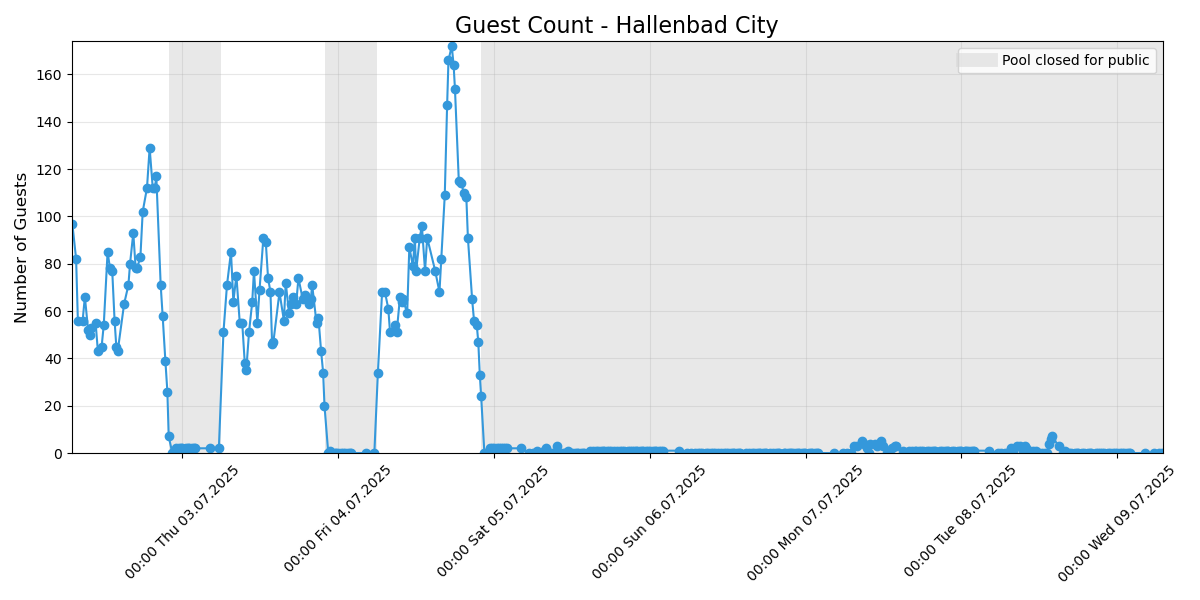 Guest Count - Hallenbad City
Pool closed for public
Number of Guests
160
140
120
100
80
60
40
20
0
00:00 Thu 03.07.2025
00:00 Fri 04.07.2025
00:00 Sat 05.07.2025
00:00 Sun 06.07.2025
00:00 Mon 07.07.2025
00:00 Tue 08.07.2025
00:00 Wed 09.07.2025